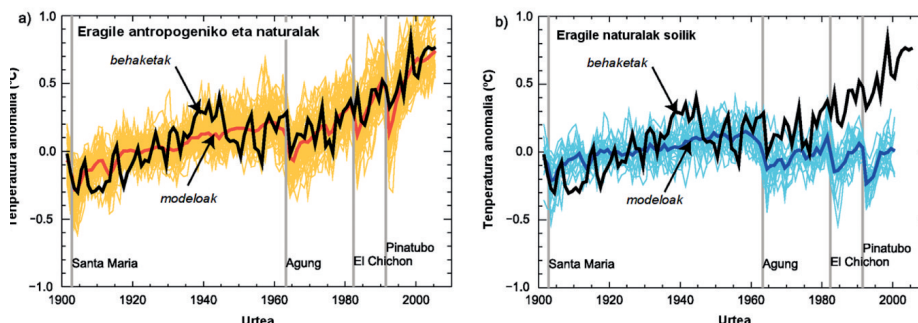 a)
Eragile antropogeniko eta naturalak
behaketak
modeloak
Tenperatura anomalia (°C)
1.0
0.5
0.0
−0.5
−1.0
Santa Maria
Agung
El Chichon
Pinatubo
1900 1920 1940 1960 1980 2000
Urtea
b)
Eragile naturalak soilik
behaketak
modeloak
Tenperatura anomalia (°C)
1.0
0.5
0.0
−0.5
−1.0
Santa Maria
Agung
El Chichon
Pinatubo
1900 1920 1940 1960 1980 2000
Urtea